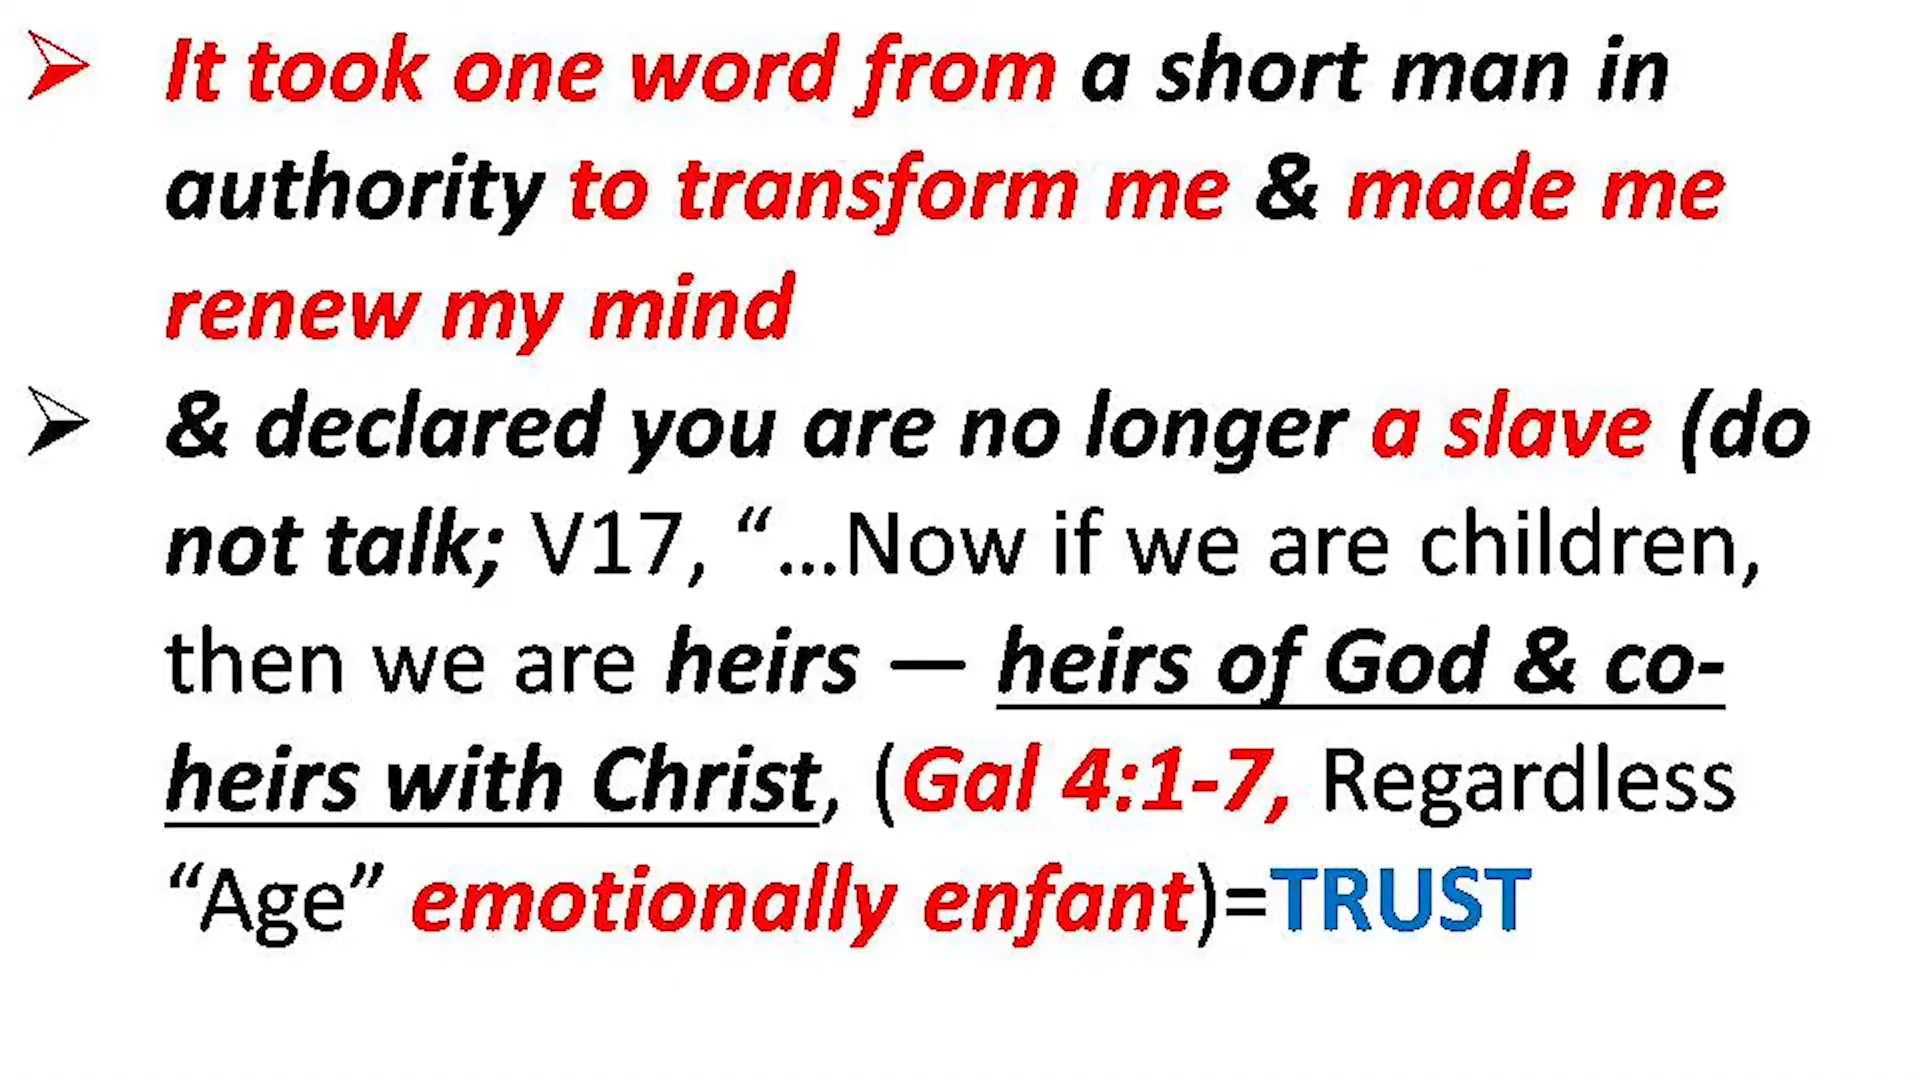 It took one word from a short man in
authority to transform me & made me
renew my mind
& declared you are no longer a slave (do
not talk; V17, “...Now if we are children,
then we are heirs — heirs of God & co-
heirs with Christ, (Gal 4:1-7, Regardless
“Age” emotionally enfant)=TRUST